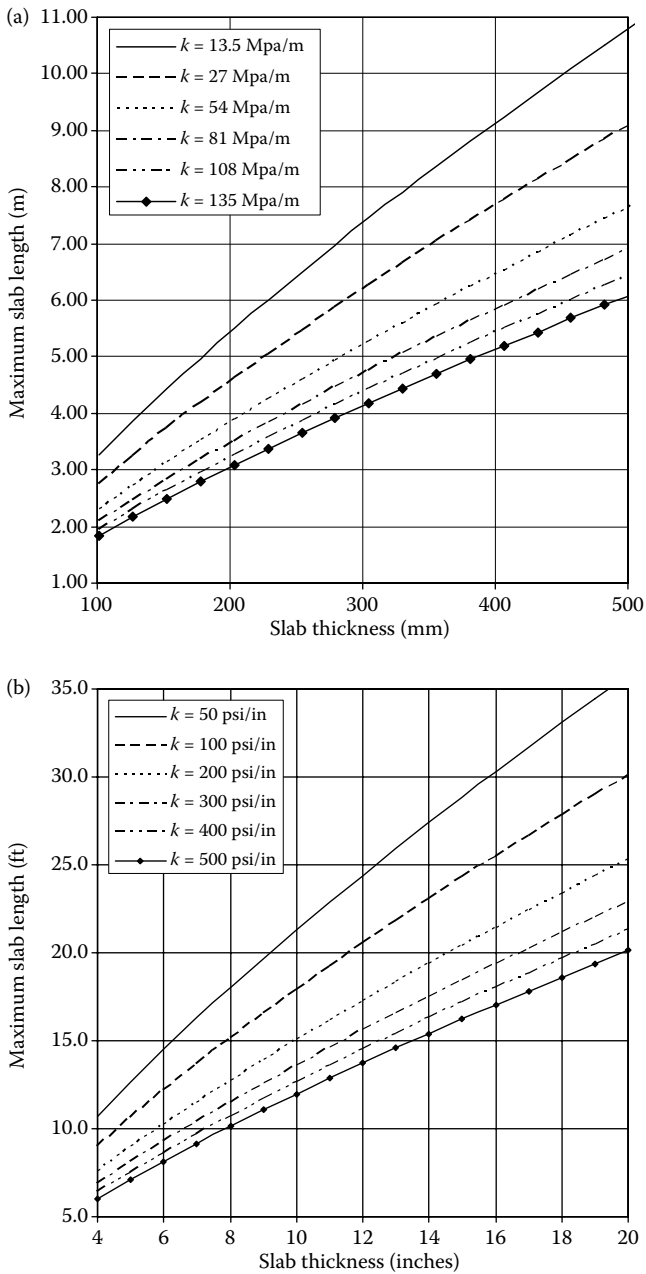 (a)
11.00
10.00
9.00
8.00
7.00
6.00
5.00
4.00
3.00
2.00
1.00
Maximum slab length (m)
k = 13.5 Mpa/m
k = 27 Mpa/m
k = 54 Mpa/m
k = 81 Mpa/m
k = 108 Mpa/m
k = 135 Mpa/m
100 200 300 400 500
Slab thickness (mm)
(b)
35.0
30.0
25.0
20.0
15.0
10.0
5.0
Maximum slab length (ft)
k = 50 psi/in
k = 100 psi/in
k = 200 psi/in
k = 300 psi/in
k = 400 psi/in
k = 500 psi/in
4 6 8 10 12 14 16 18 20
Slab thickness (inches)